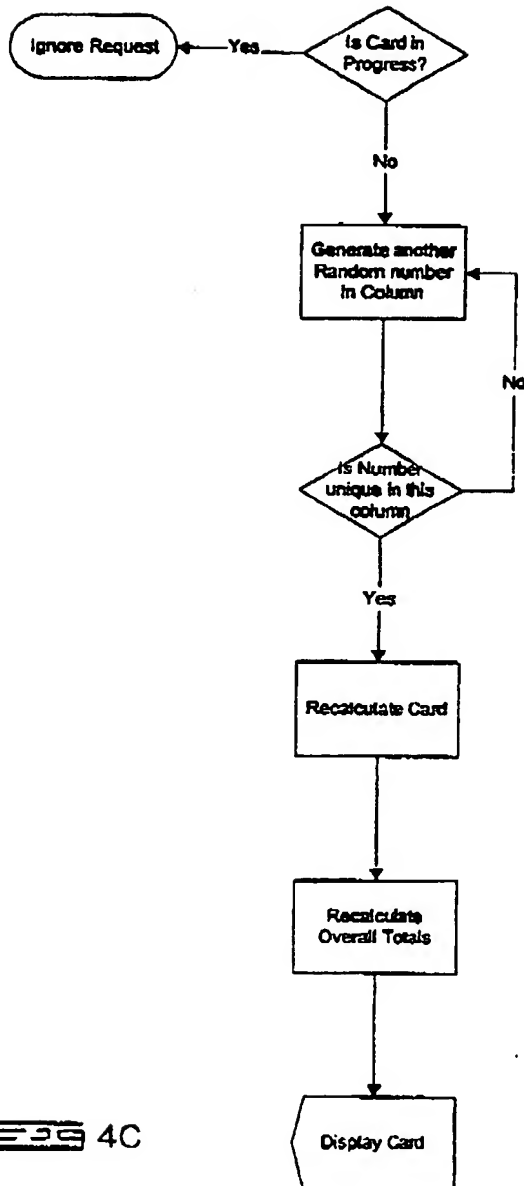 Is Card in
Progress?
Yes
Ignore Request
No
Generate another
Random number
in Column
No
Is Number
unique in this
column
Yes
Recalculate Card
Recalculate
Overall Totals
Display Card
4C